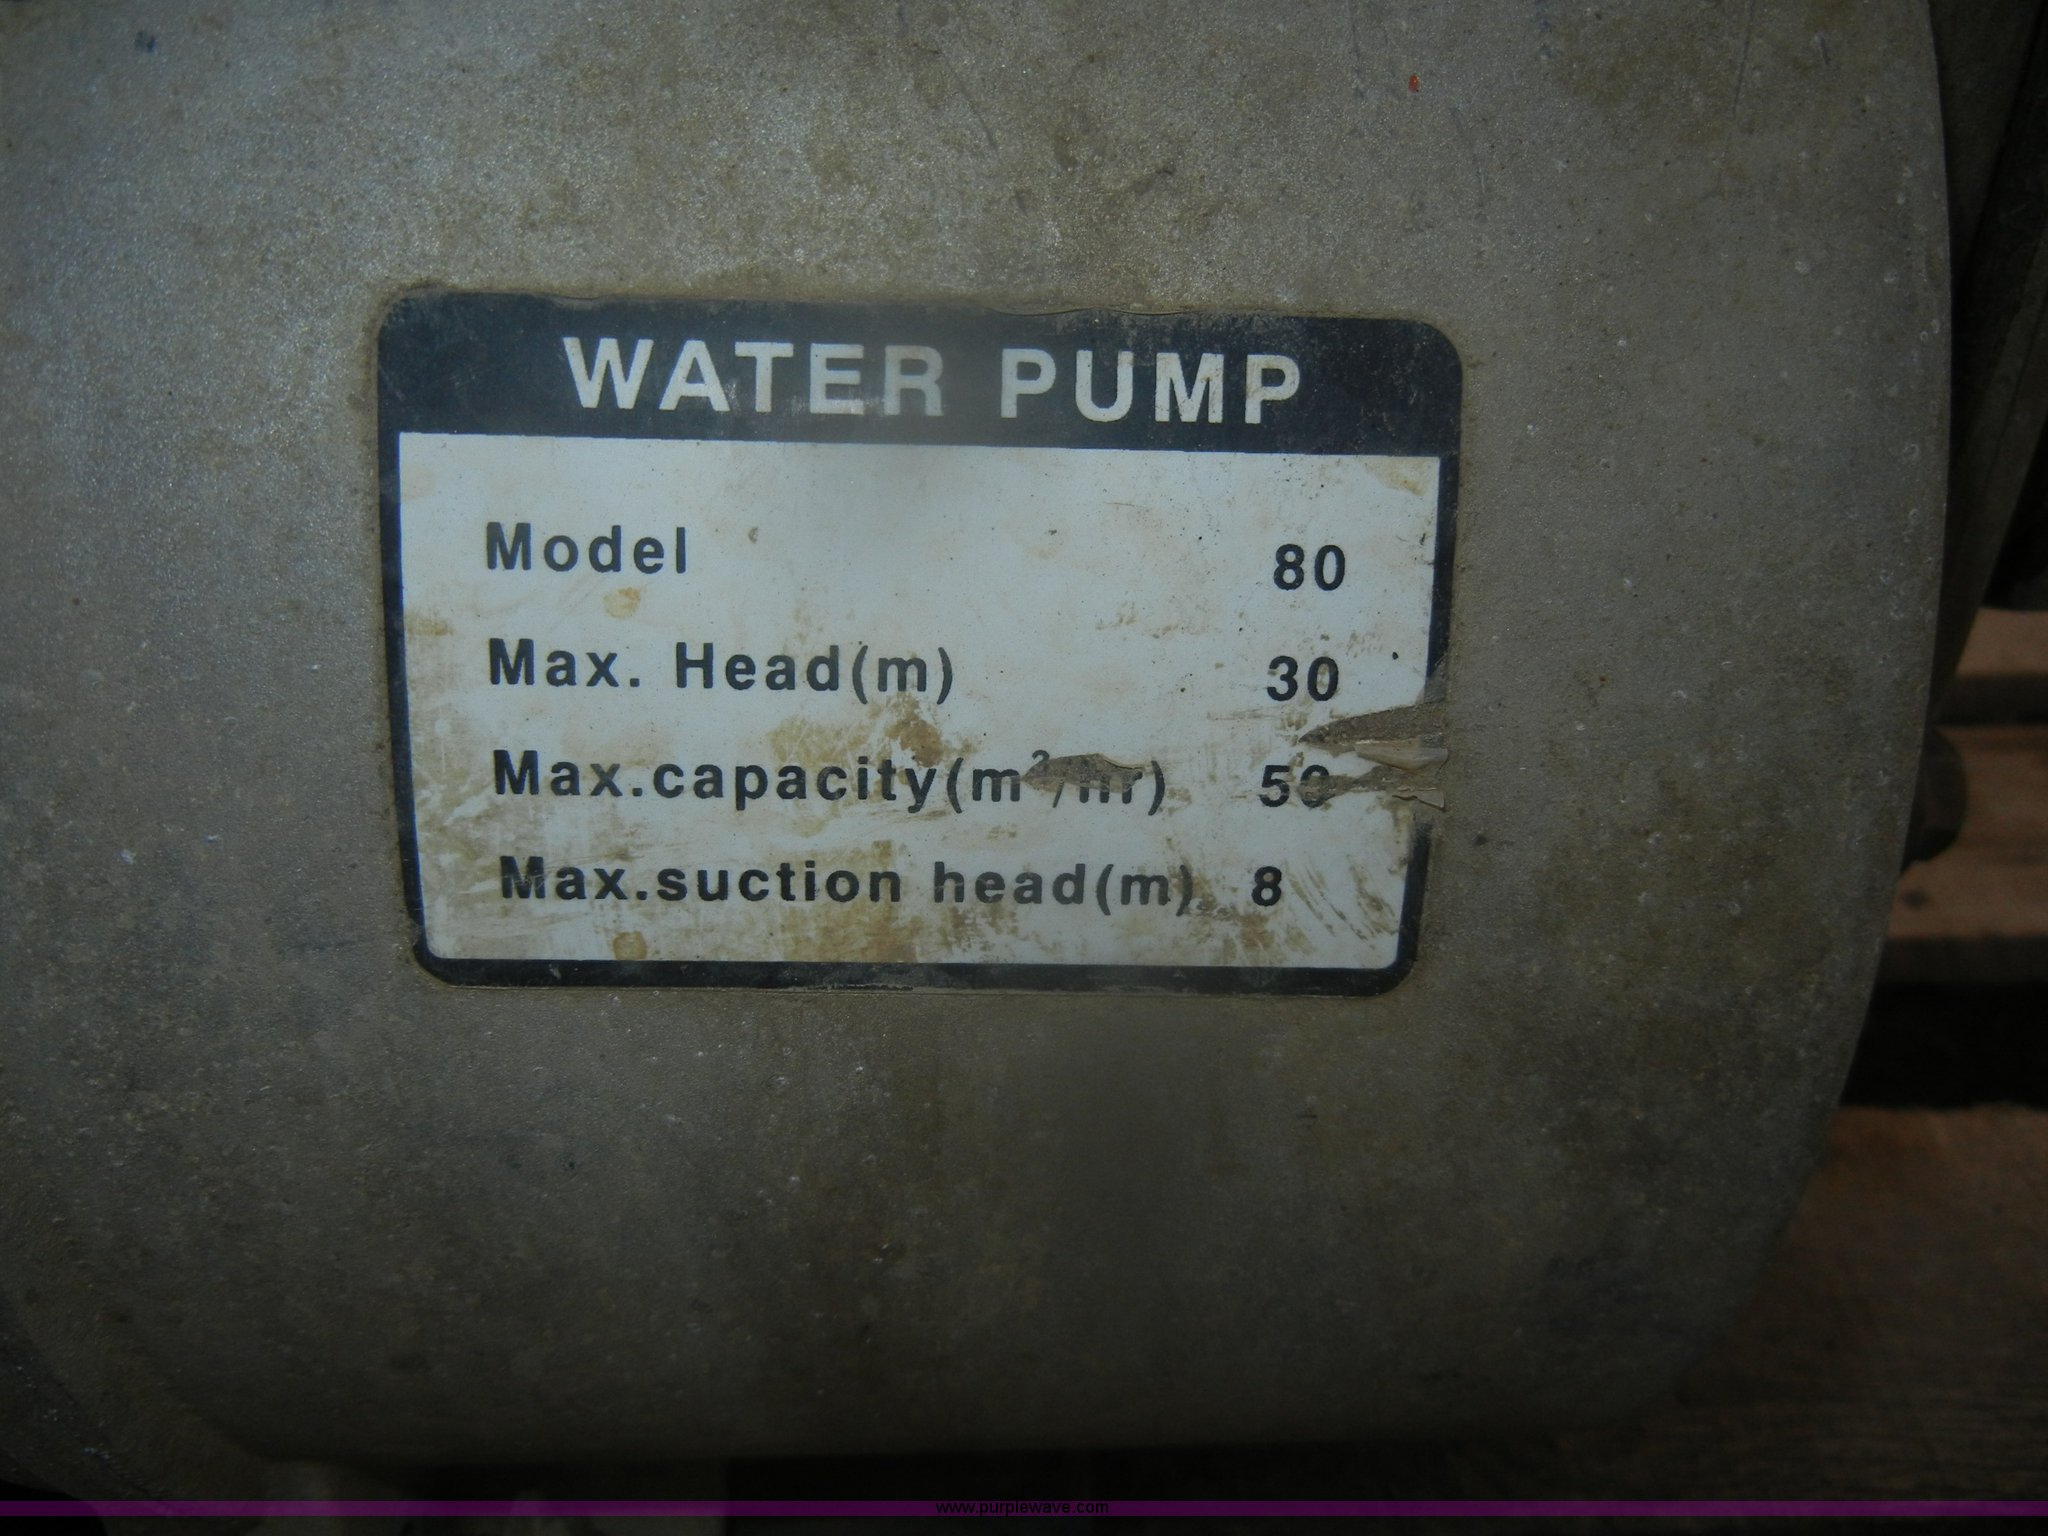 WATER PUMP
Model 80
Max. Head(m) 30
Max.capacity(m³/hr) 50
Max.suction head(m) 8
www.purplewave.com